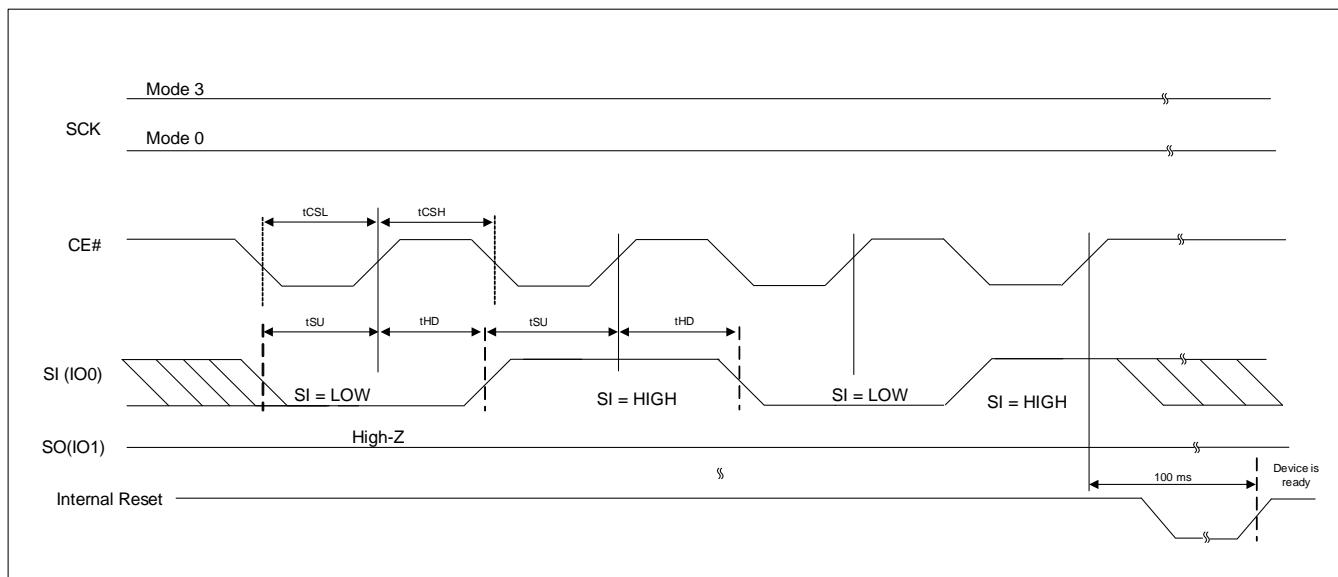 Mode 3
SCK
Mode 0
tCSL
tCSH
CE#
tSU
tHD
tSU
tHD
SI (IO0)
SI = LOW
SI = HIGH
SI = LOW
SI = HIGH
High-Z
SO(IO1)
Internal Reset
100 ms
Device is
ready